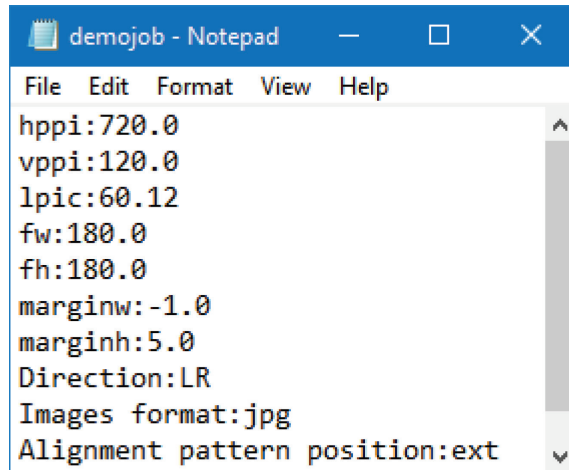 demojob - Notepad
File Edit Format View Help
hppi:720.0
vppi:120.0
lpic:60.12
fw:180.0
fh:180.0
marginw:-1.0
marginh:5.0
Direction:LR
Images format:jpg
Alignment pattern position:ext